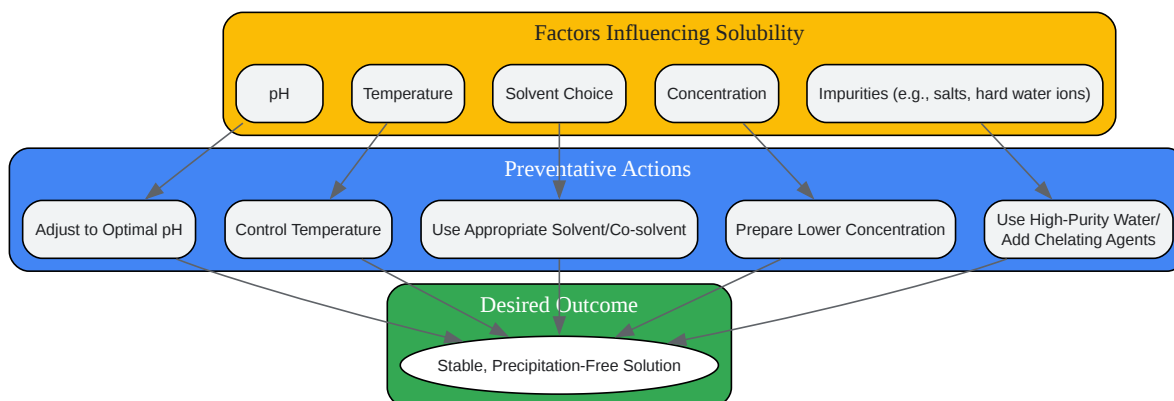 Factors Influencing Solubility
pH
Temperature
Solvent Choice
Concentration
Impurities (e.g., salts, hard water ions)
Preventative Actions
Adjust to Optimal pH
Control Temperature
Use Appropriate Solvent/Co-solvent
Prepare Lower Concentration
Use High-Purity Water/
Add Chelating Agents
Desired Outcome
Stable, Precipitation-Free Solution